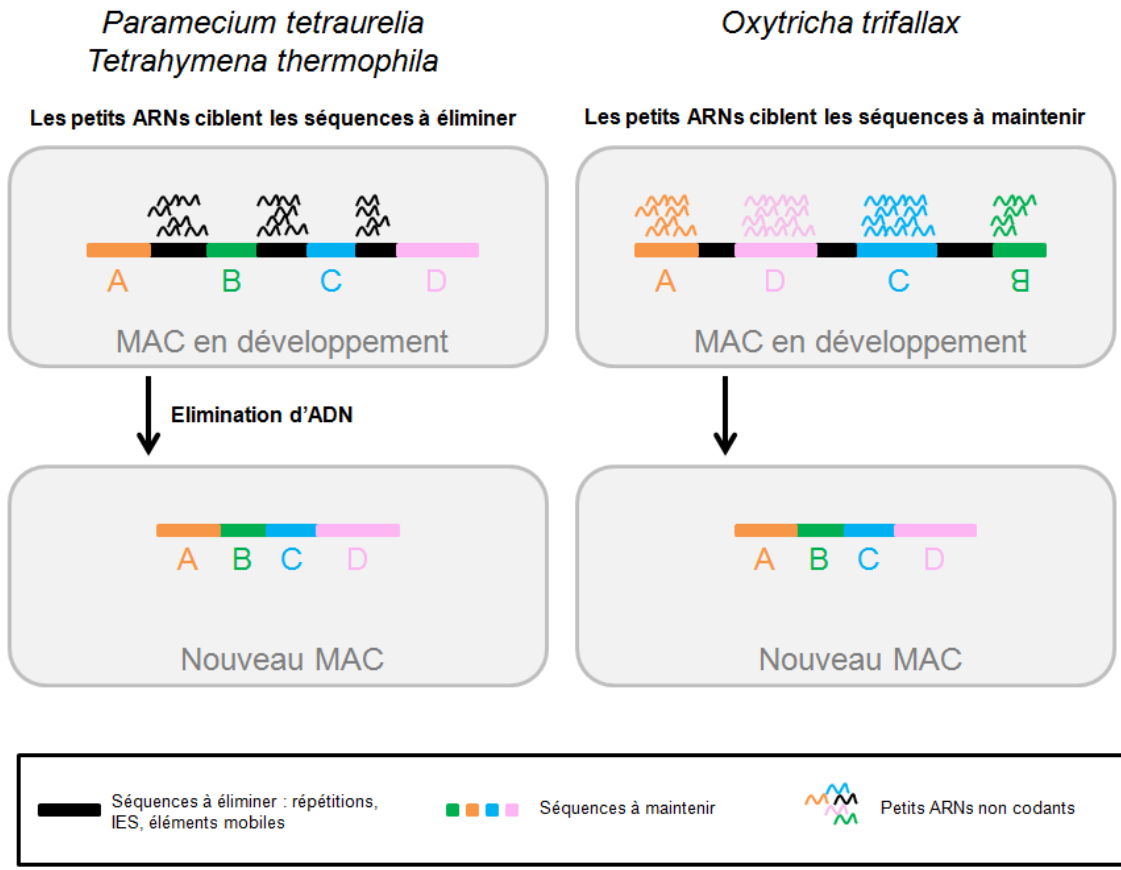 Paramecium tetraurelia
Tetrahymena thermophila
Les petits ARNs ciblent les séquences à éliminer
A B C D
MAC en développement
Elimination d'ADN
A B C D
Nouveau MAC
Oxytricha trifallax
Les petits ARNs ciblent les séquences à maintenir
A D C B
MAC en développement
A B C D
Nouveau MAC
Séquences à éliminer : répétitions,
IES, éléments mobiles
Séquences à maintenir
Petits ARNs non codants